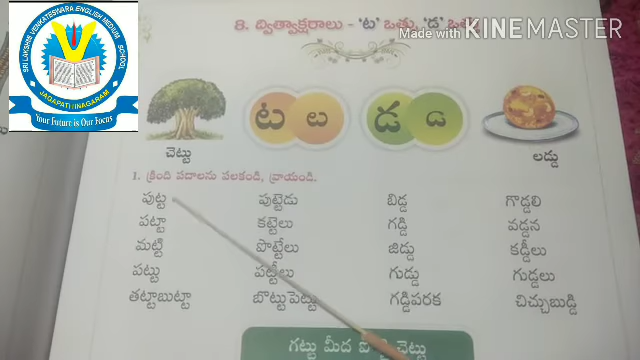 Made with KINEMASTER
SRI LAKSHMI VENKATESWARA ENGLISH MEDIUM SCHOOL
JAGAPATHINAGARAM
Your Future is Our Focus
8. ద్విత్వాక్షరాలు - 'ట' ఒత్తు, 'డ'
ట ట డ డ
చెట్టు లడ్డు
1. క్రింది పదాలను పలకండి, వ్రాయండి.
పుట్ట పుట్టెడు బిడ్డ గొడ్డలి
పట్టా కట్టెలు గడ్డి వడ్డన
మట్టి పొట్టేలు జిడ్డు కడ్డీలు
పట్టు పట్టీలు గుడ్డు గుడ్డలు
తట్టాబుట్టా బొట్టుపెట్టు గడ్డిపరక చిచ్చుబుడ్డి
గట్టు మీద చెట్టు